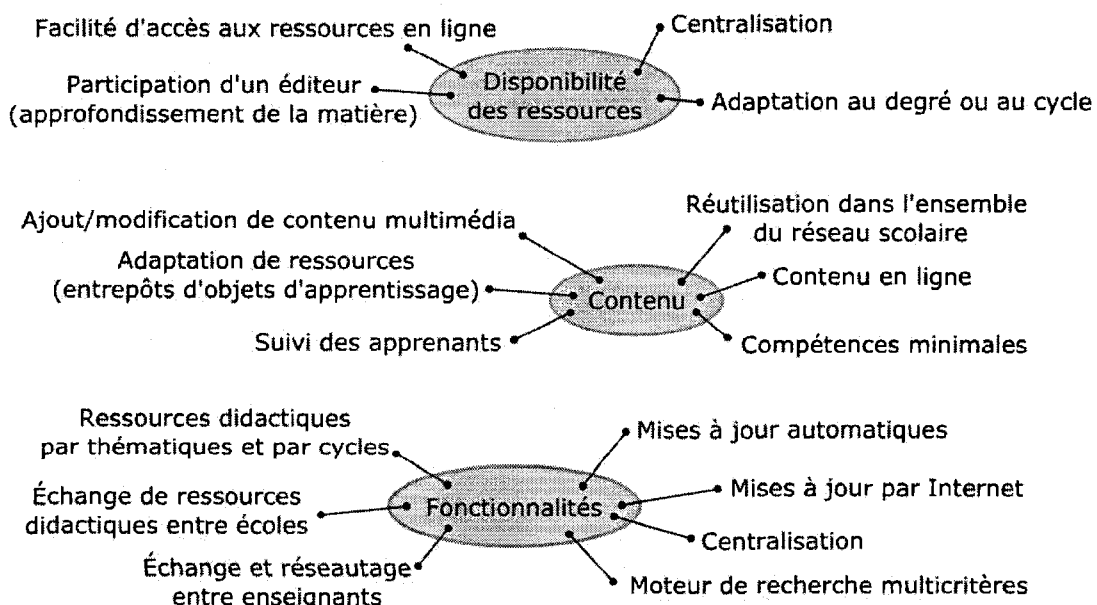 Facilité d'accès aux ressources en ligne
Centralisation
Participation d'un éditeur
(approfondissement de la matière)
Disponibilité
des ressources
Adaptation au degré ou au cycle
Ajout/modification de contenu multimédia
Réutilisation dans l'ensemble
du réseau scolaire
Adaptation de ressources
(entrepôts d'objets d'apprentissage)
Contenu
Contenu en ligne
Suivi des apprenants
Compétences minimales
Ressources didactiques
par thématiques et par cycles
Mises à jour automatiques
Échange de ressources
didactiques entre écoles
Fonctionnalités
Mises à jour par Internet
Centralisation
Échange et réseautage
entre enseignants
Moteur de recherche multicritères